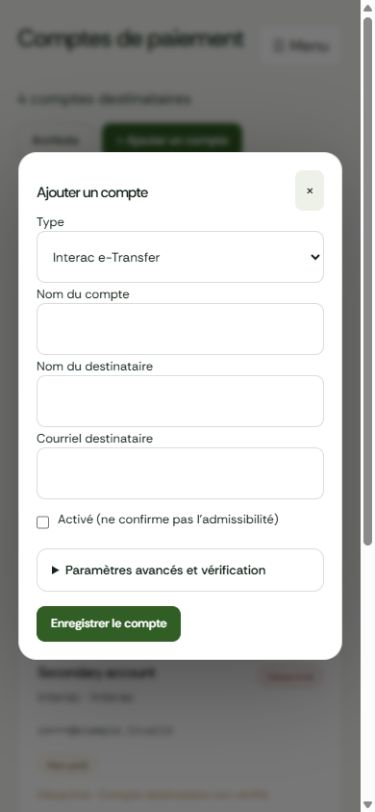 Comptes de paiement
☰ Menu
4 comptes destinataires
+ Ajouter un compte
Ajouter un compte
×
Type
Interac e-Transfer
Nom du compte
Nom du destinataire
Courriel destinataire
Activé (ne confirme pas l'admissibilité)
▶ Paramètres avancés et vérification
Enregistrer le compte
Secondary account